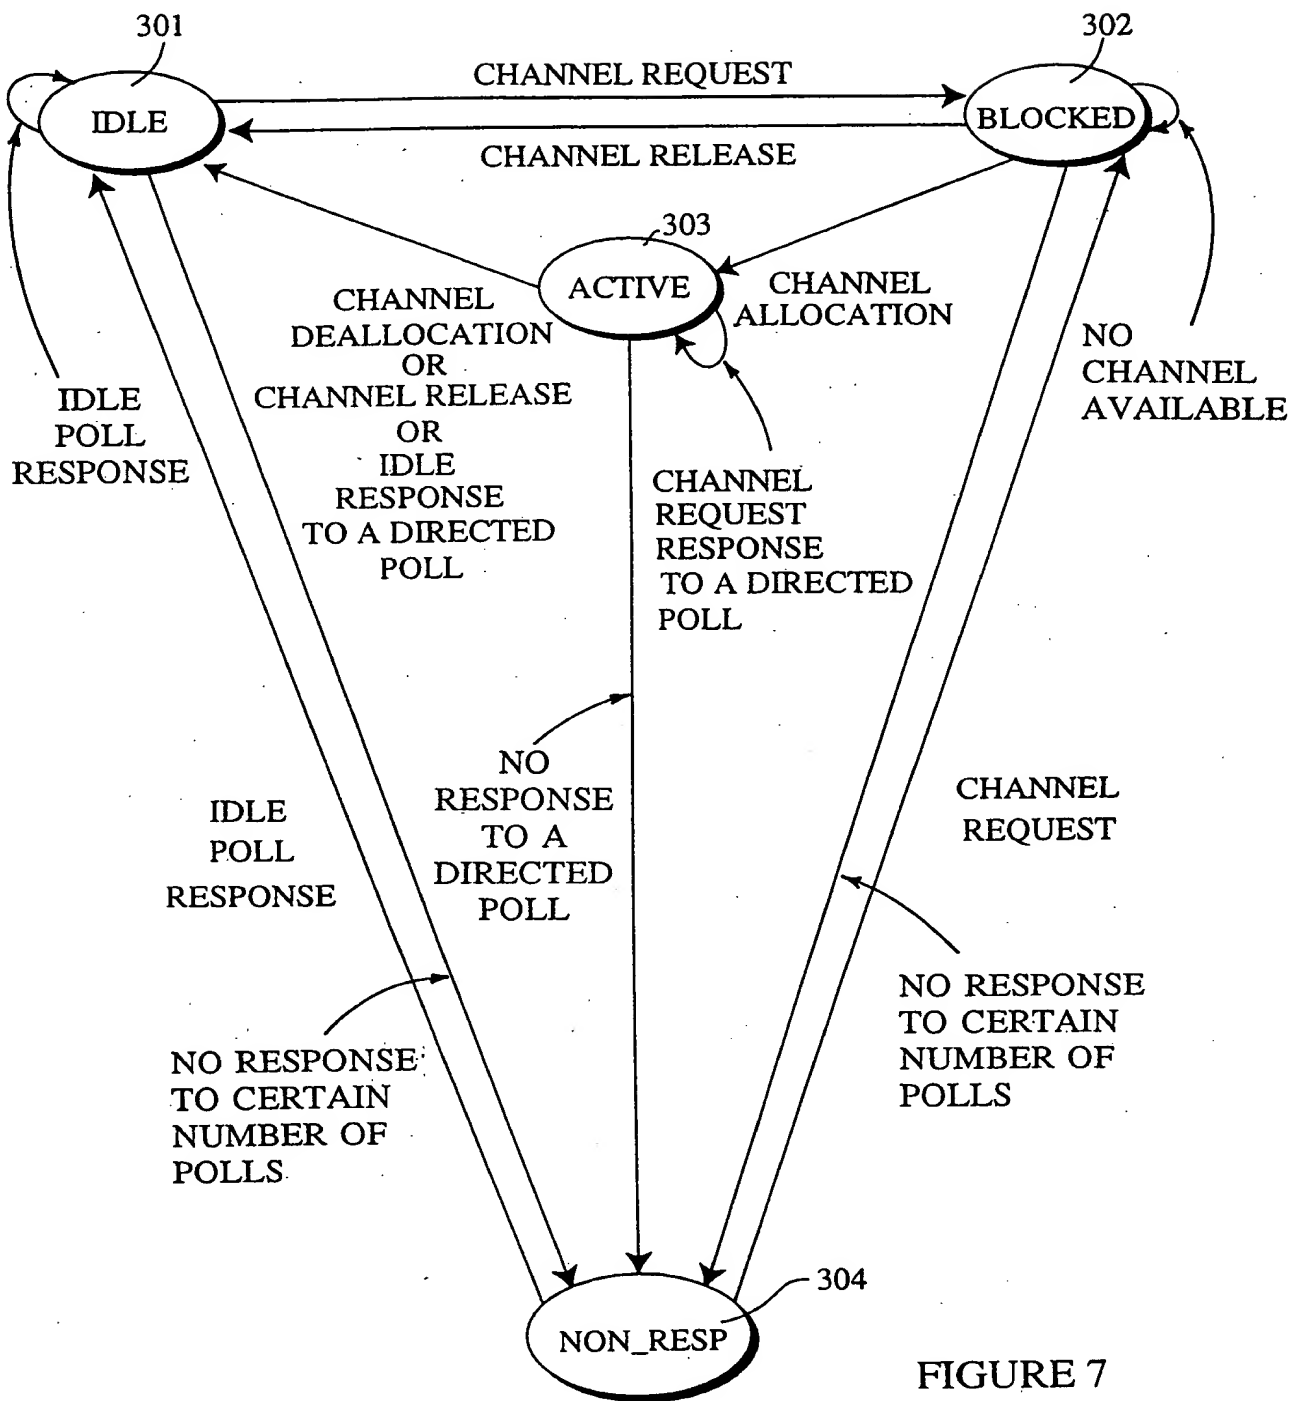 301
302
IDLE
CHANNEL REQUEST
BLOCKED
CHANNEL RELEASE
303
ACTIVE
CHANNEL
ALLOCATION
CHANNEL
DEALLOCATION
OR
CHANNEL RELEASE
OR
IDLE
RESPONSE
TO A DIRECTED
POLL
IDLE
POLL
RESPONSE
NO
CHANNEL
AVAILABLE
CHANNEL
REQUEST
RESPONSE
TO A DIRECTED
POLL
NO
RESPONSE
TO A
DIRECTED
POLL
IDLE
POLL
RESPONSE
CHANNEL
REQUEST
NO RESPONSE
TO CERTAIN
NUMBER OF
POLLS
NO RESPONSE
TO CERTAIN
NUMBER OF
POLLS
304
NON_RESP
FIGURE 7